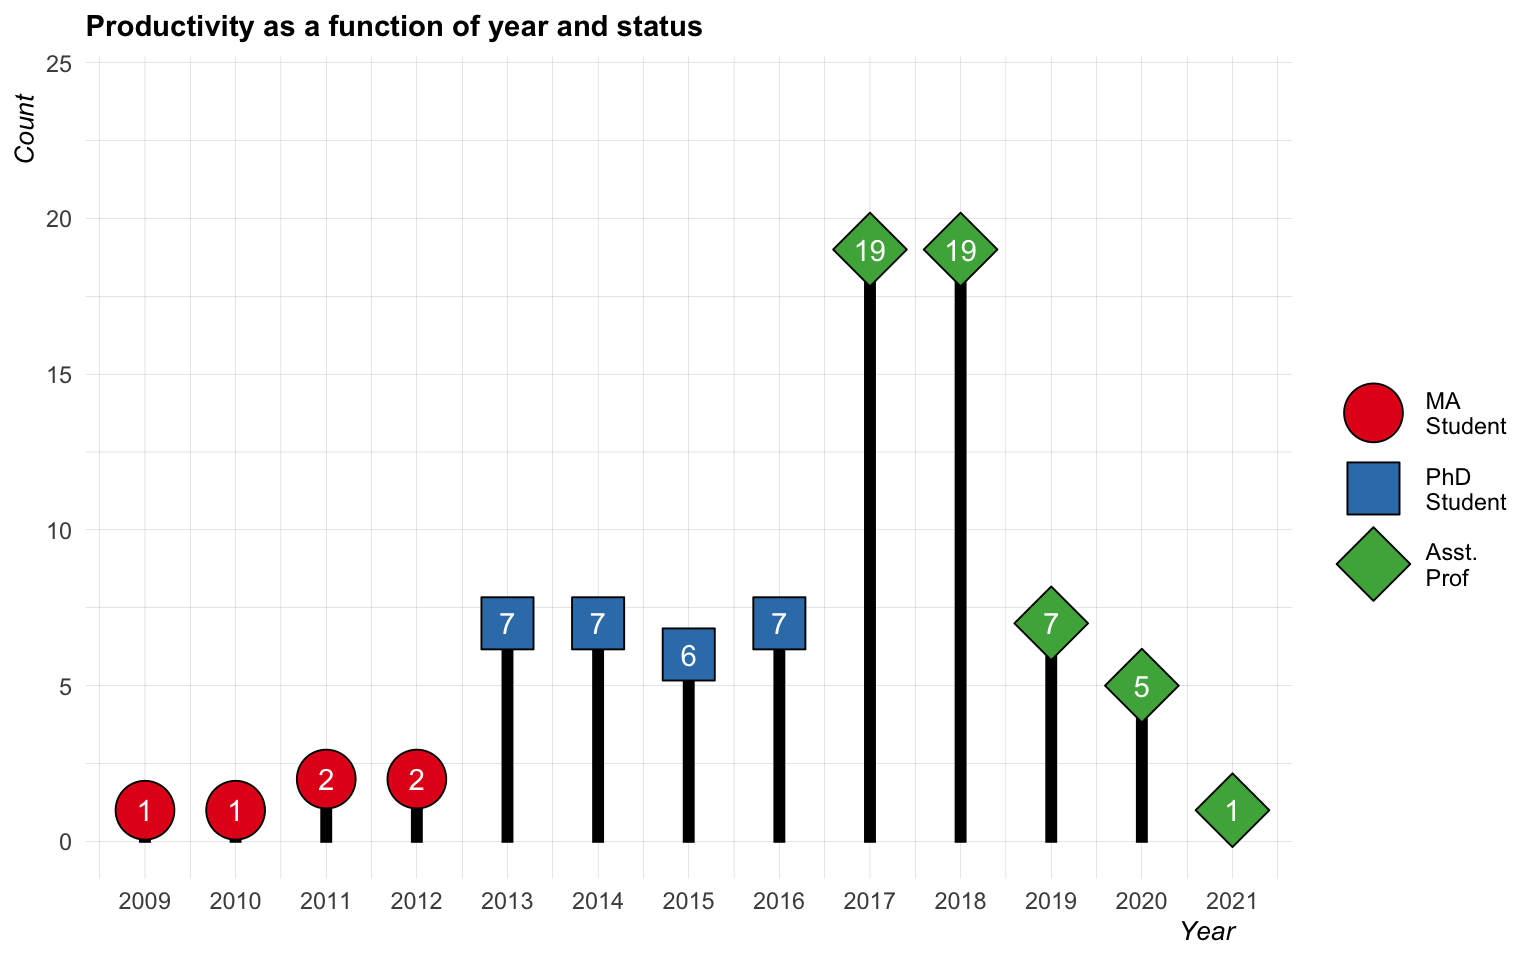 Productivity as a function of year and status
25
Count
20
19 19
15
MA
Student
PhD
Student
10
Asst.
Prof
7 7 6 7 7
5
5
2 2
1 1 1
0
2009 2010 2011 2012 2013 2014 2015 2016 2017 2018 2019 2020 2021
Year